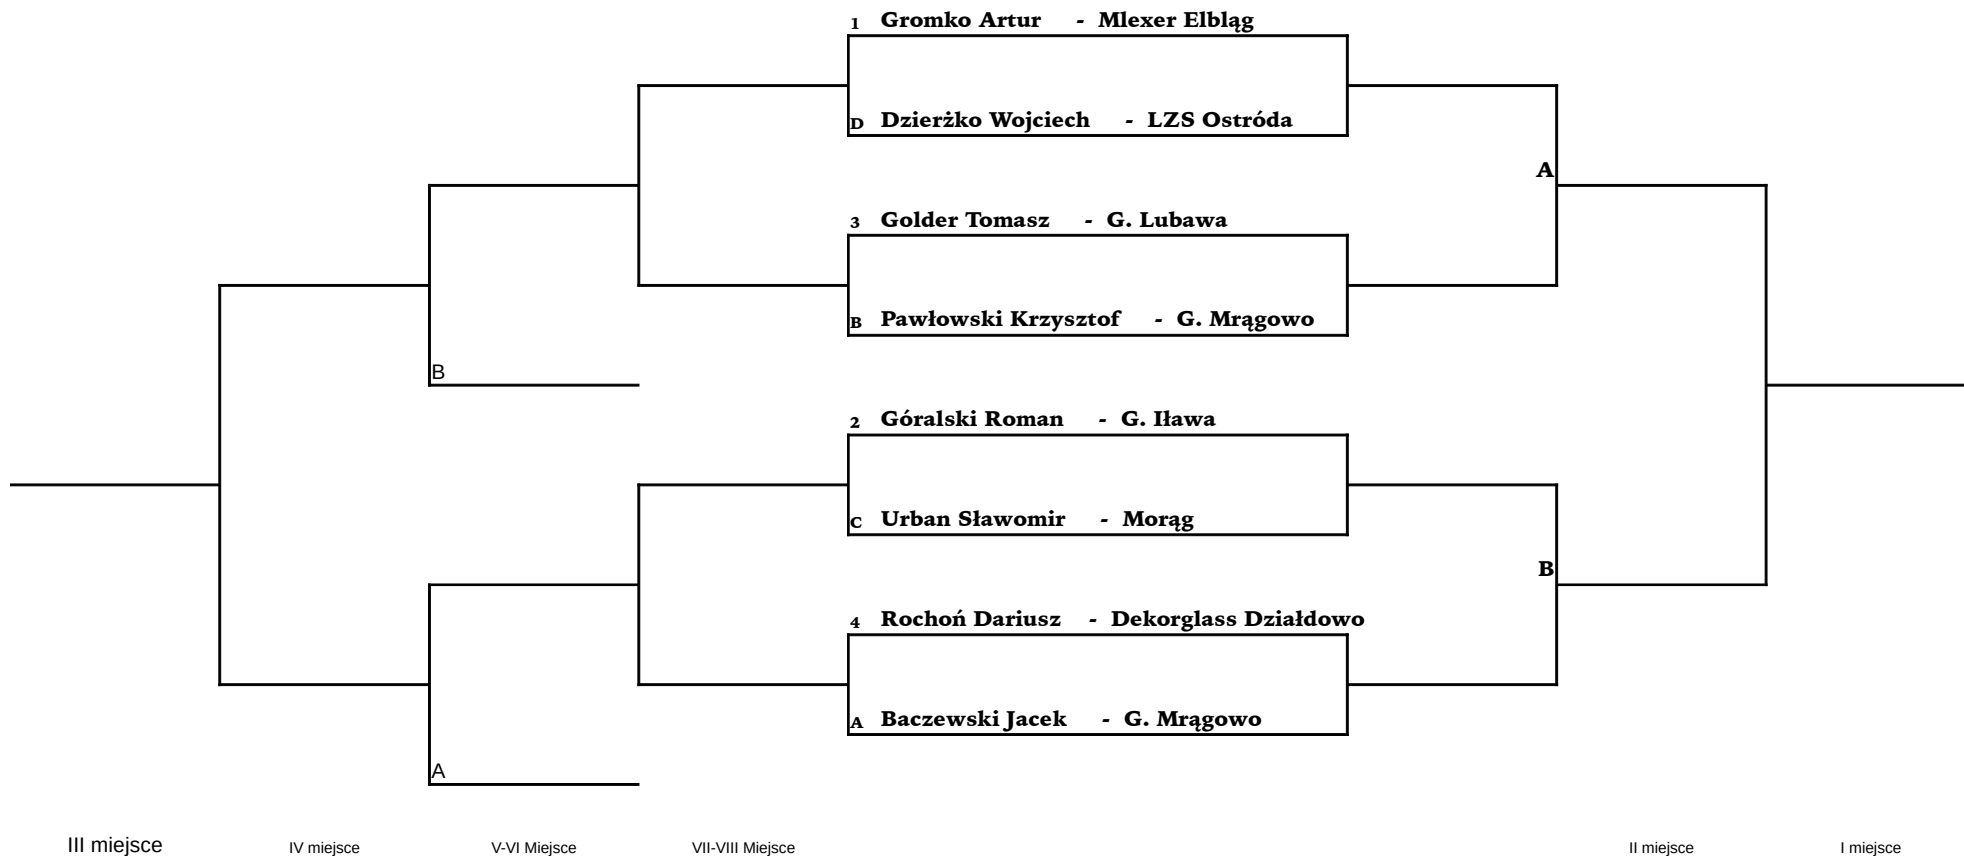 1 Gromko Artur - Mlexer Elbląg
D Dzierżko Wojciech - LZS Ostróda
A
3 Golder Tomasz - G. Lubawa
B Pawłowski Krzysztof - G. Mrągowo
B
2 Góralski Roman - G. Iława
C Urban Sławomir - Morąg
B
4 Rochoń Dariusz - Dekorglass Działdowo
A Baczewski Jacek - G. Mrągowo
A
III miejsce IV miejsce V-VI Miejsce VII-VIII Miejsce II miejsce I miejsce